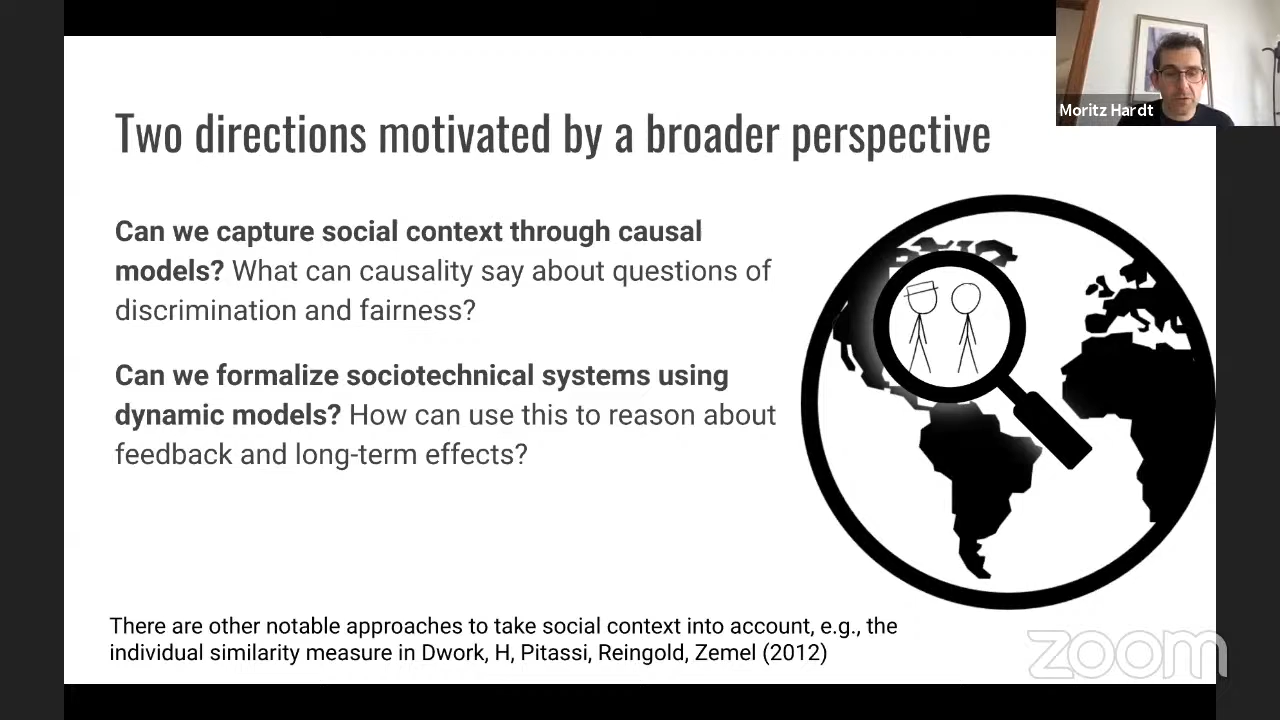 Moritz Hardt
Two directions motivated by a broader perspective
Can we capture social context through causal
models? What can causality say about questions of
discrimination and fairness?
Can we formalize sociotechnical systems using
dynamic models? How can use this to reason about
feedback and long-term effects?
There are other notable approaches to take social context into account, e.g., the
individual similarity measure in Dwork, H, Pitassi, Reingold, Zemel (2012)
zoom